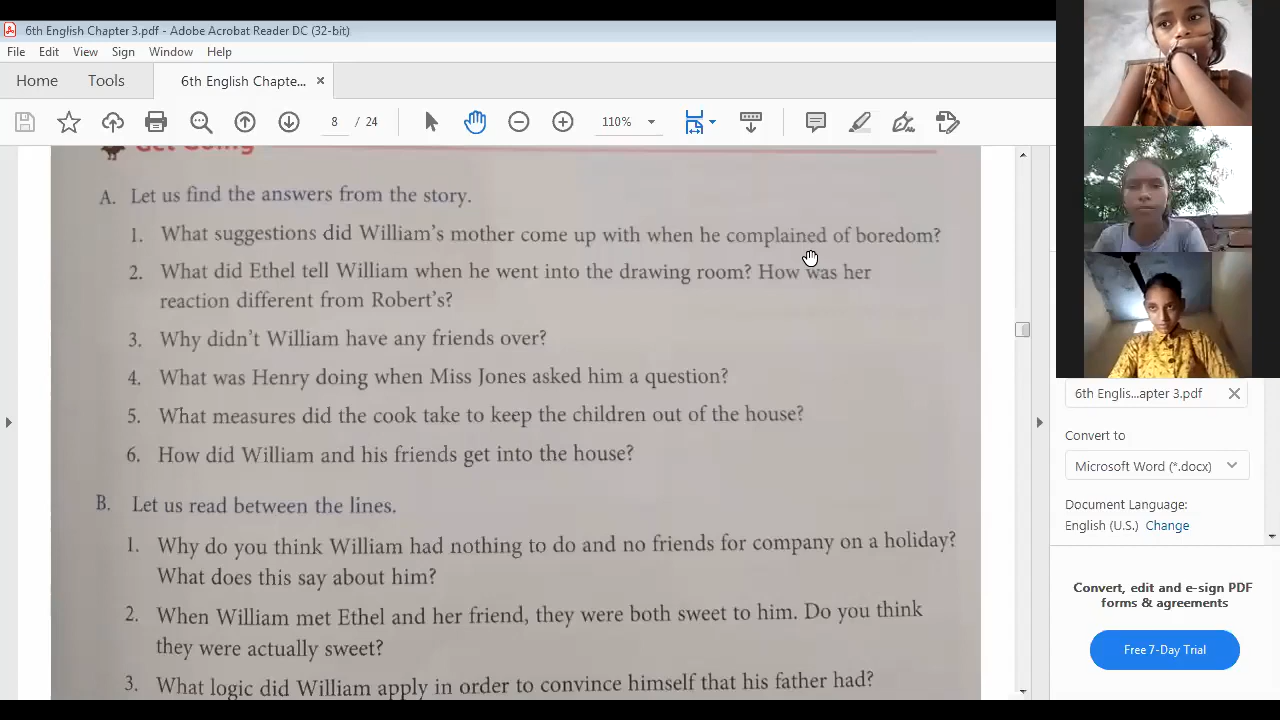 6th English Chapter 3.pdf - Adobe Acrobat Reader DC (32-bit)
File Edit View Sign Window Help
Home Tools 6th English Chapte... ×
8 / 24 110%
Get Going
A. Let us find the answers from the story.
1. What suggestions did William's mother come up with when he complained of boredom?
2. What did Ethel tell William when he went into the drawing room? How was her
reaction different from Robert's?
3. Why didn't William have any friends over?
4. What was Henry doing when Miss Jones asked him a question?
5. What measures did the cook take to keep the children out of the house?
6. How did William and his friends get into the house?
B. Let us read between the lines.
1. Why do you think William had nothing to do and no friends for company on a holiday?
What does this say about him?
2. When William met Ethel and her friend, they were both sweet to him. Do you think
they were actually sweet?
3. What logic did William apply in order to convince himself that his father had?
6th Englis...apter 3.pdf
Convert to
Microsoft Word (*.docx)
Document Language:
English (U.S.) Change
Convert, edit and e-sign PDF
forms & agreements
Free 7-Day Trial